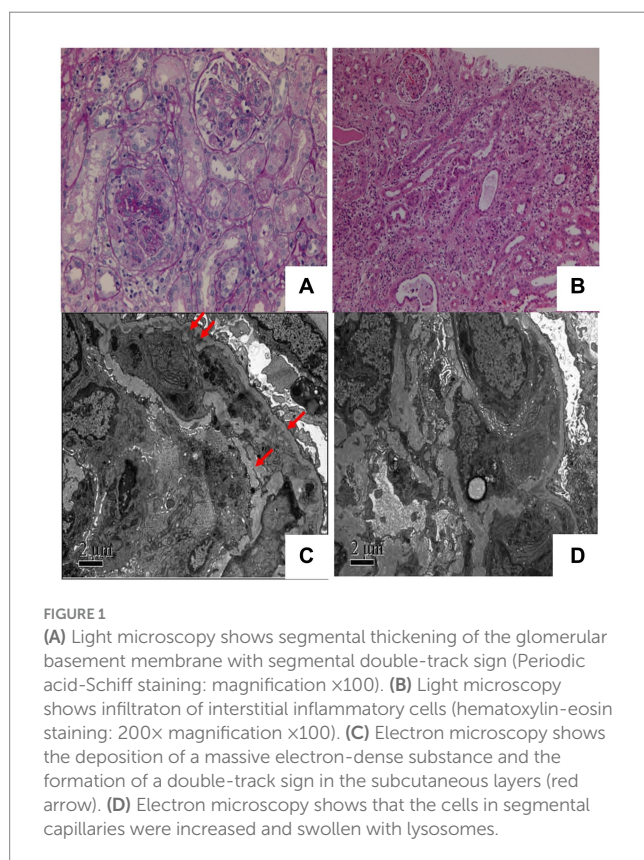 A
B
C
D
2 µm
2 µm
FIGURE 1
(A) Light microscopy shows segmental thickening of the glomerular
basement membrane with segmental double-track sign (Periodic
acid-Schiff staining: magnification ×100). (B) Light microscopy
shows infiltraton of interstitial inflammatory cells (hematoxylin-eosin
staining: 200× magnification ×100). (C) Electron microscopy shows
the deposition of a massive electron-dense substance and the
formation of a double-track sign in the subcutaneous layers (red
arrow). (D) Electron microscopy shows that the cells in segmental
capillaries were increased and swollen with lysosomes.